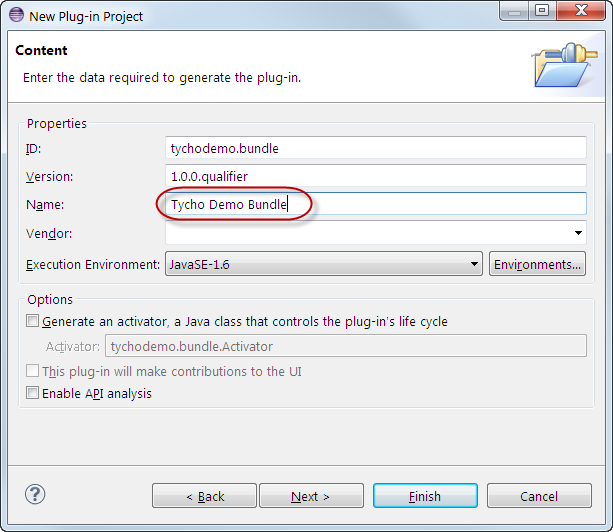 New Plug-in Project
Content
Enter the data required to generate the plug-in.
Properties
ID: tychodemo.bundle
Version: 1.0.0.qualifier
Name: Tycho Demo Bundle
Vendor:
Execution Environment: JavaSE-1.6 Environments...
Options
Generate an activator, a Java class that controls the plug-in's life cycle
Activator: tychodemo.bundle.Activator
This plug-in will make contributions to the UI
Enable API analysis
? < Back Next > Finish Cancel